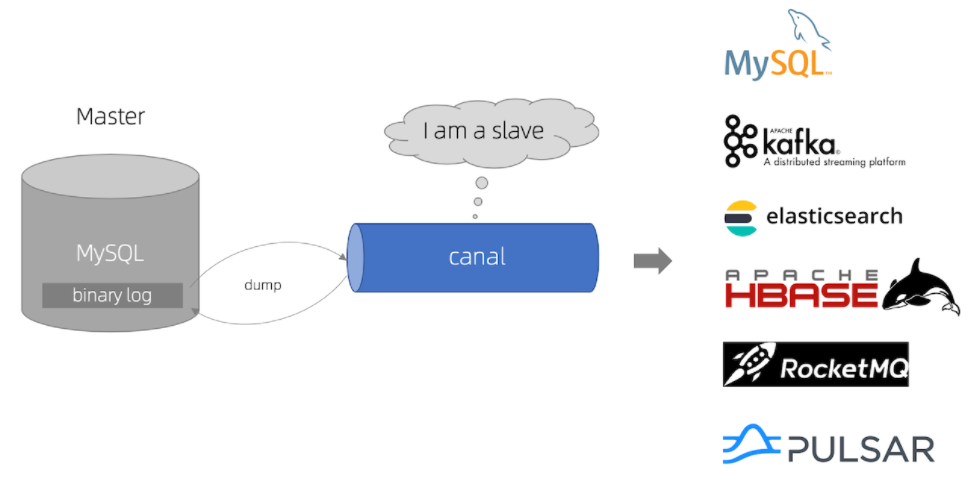 Master
MySQL
binary log
dump
I am a slave
canal
MySQL™
APACHE
kafka®
A distributed streaming platform
elasticsearch
APACHE
HBASE
RocketMQ
PULSAR